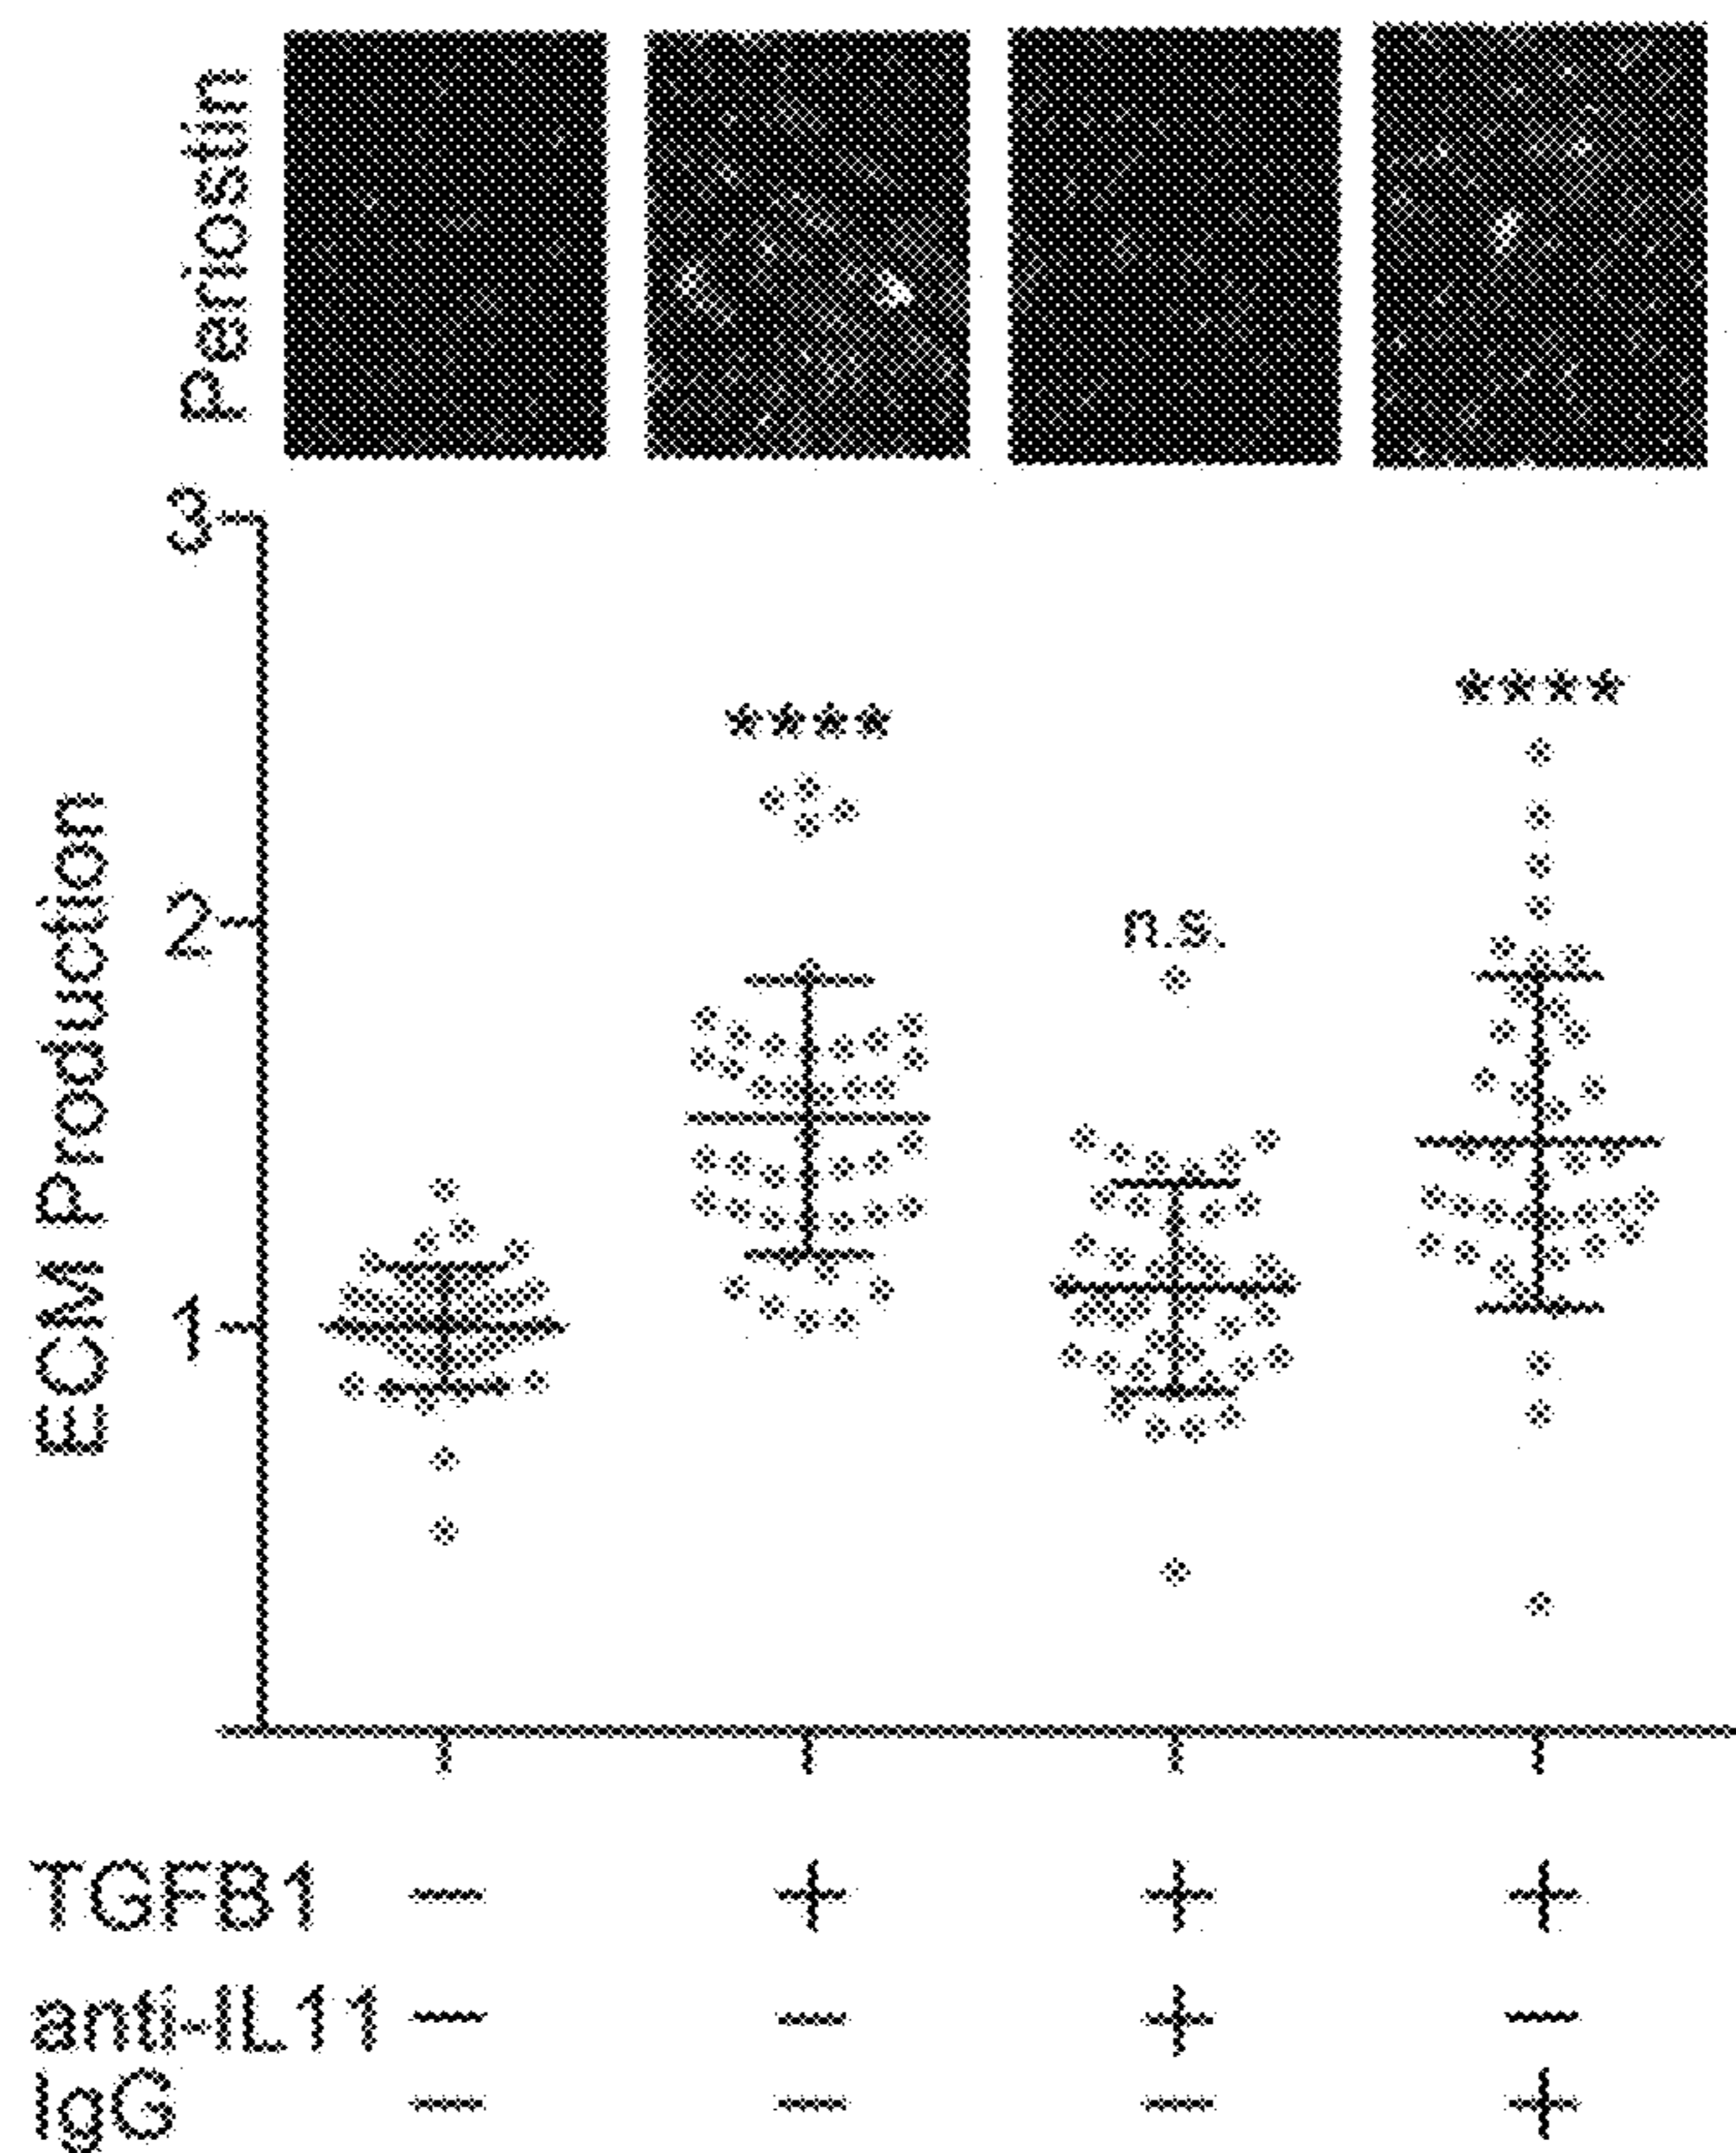 Periostin
ECM Production
3
2
1
****
n.s.
****
TGFB1 − + + +
anti-IL11 − − + −
IgG − − − +